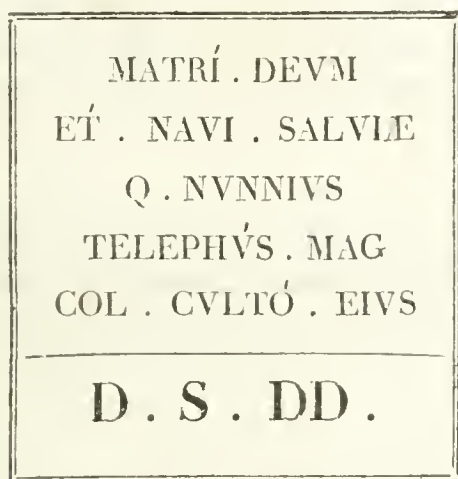 MATRÍ . DEVM
ET́ . NAVI . SALVIÆ
Q . NVNNIVS
TELEPHV́S . MAG
COL . CVLTÓ . EIVS
D . S . DD .